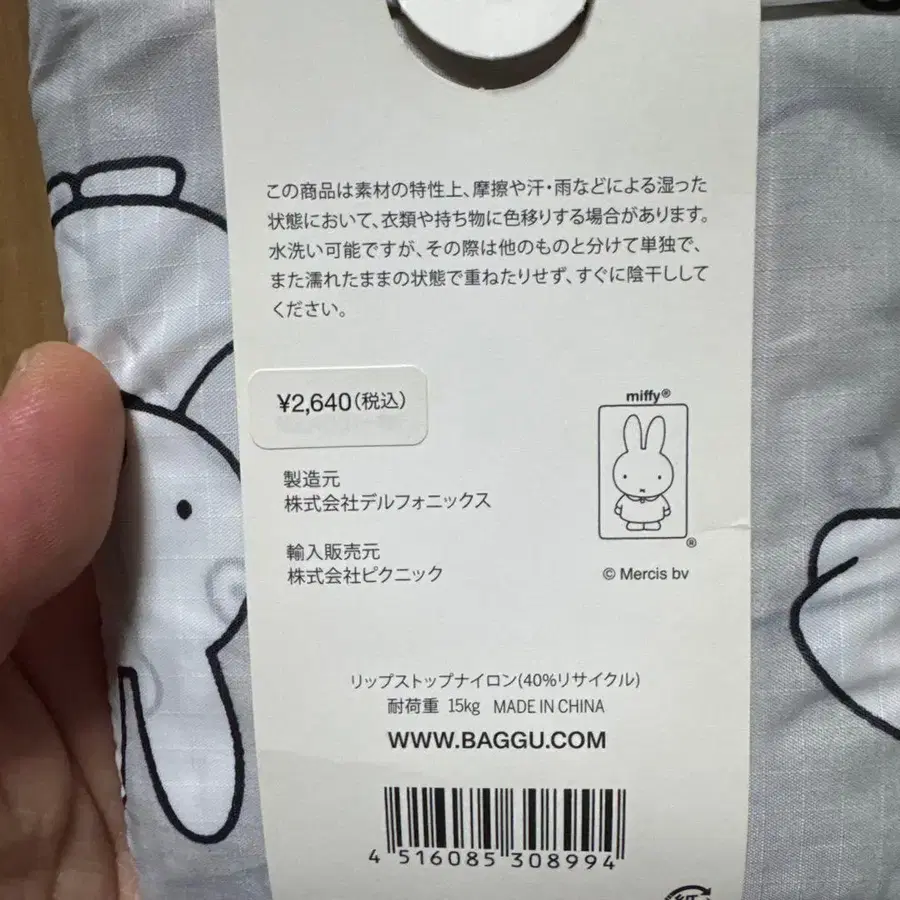 この商品は素材の特性上、摩擦や汗・雨などによる湿った
状態において、衣類や持ち物に色移りする場合があります。
水洗い可能ですが、その際は他のものと分けて単独で、
また濡れたままの状態で重ねたりせず、すぐに陰干しして
ください。
¥2,640(税込)
miffy®
製造元
株式会社デルフォニックス
®
輸入販売元
株式会社ピクニック
© Mercis bv
リップストップナイロン(40%リサイクル)
耐荷重 15kg MADE IN CHINA
WWW.BAGGU.COM
4 516085 308994